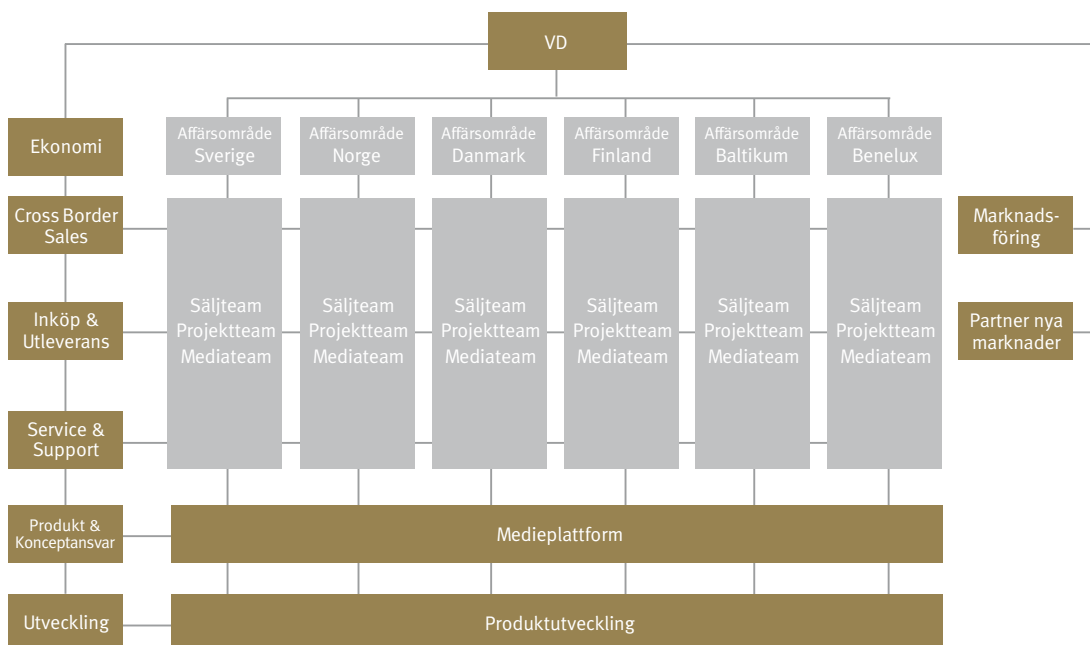 VD
Ekonomi
Affärsområde
Sverige
Affärsområde
Norge
Affärsområde
Danmark
Affärsområde
Finland
Affärsområde
Baltikum
Affärsområde
Benelux
Cross Border
Sales
Marknads-
föring
Inköp &
Utleverans
Säljteam
Projektteam
Mediateam
Säljteam
Projektteam
Mediateam
Säljteam
Projektteam
Mediateam
Säljteam
Projektteam
Mediateam
Säljteam
Projektteam
Mediateam
Säljteam
Projektteam
Mediateam
Partner nya
marknader
Service &
Support
Produkt &
Konceptansvar
Medieplattform
Utveckling
Produktutveckling